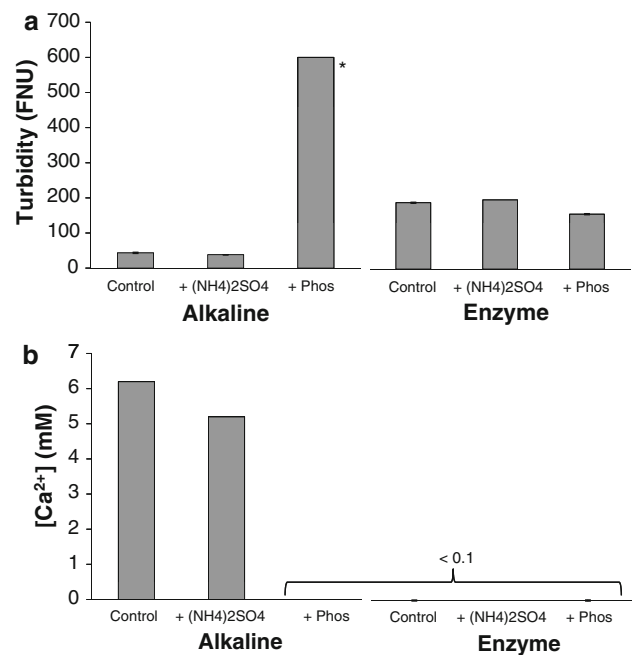 a
Turbidity (FNU)
700
600
500
400
300
200
100
0
*
Control + (NH4)2SO4 + Phos Control + (NH4)2SO4 + Phos
Alkaline Enzyme
b
[Ca²⁺] (mM)
7
6
5
4
3
2
1
0
< 0.1
Control + (NH4)2SO4 + Phos Control + (NH4)2SO4 + Phos
Alkaline Enzyme